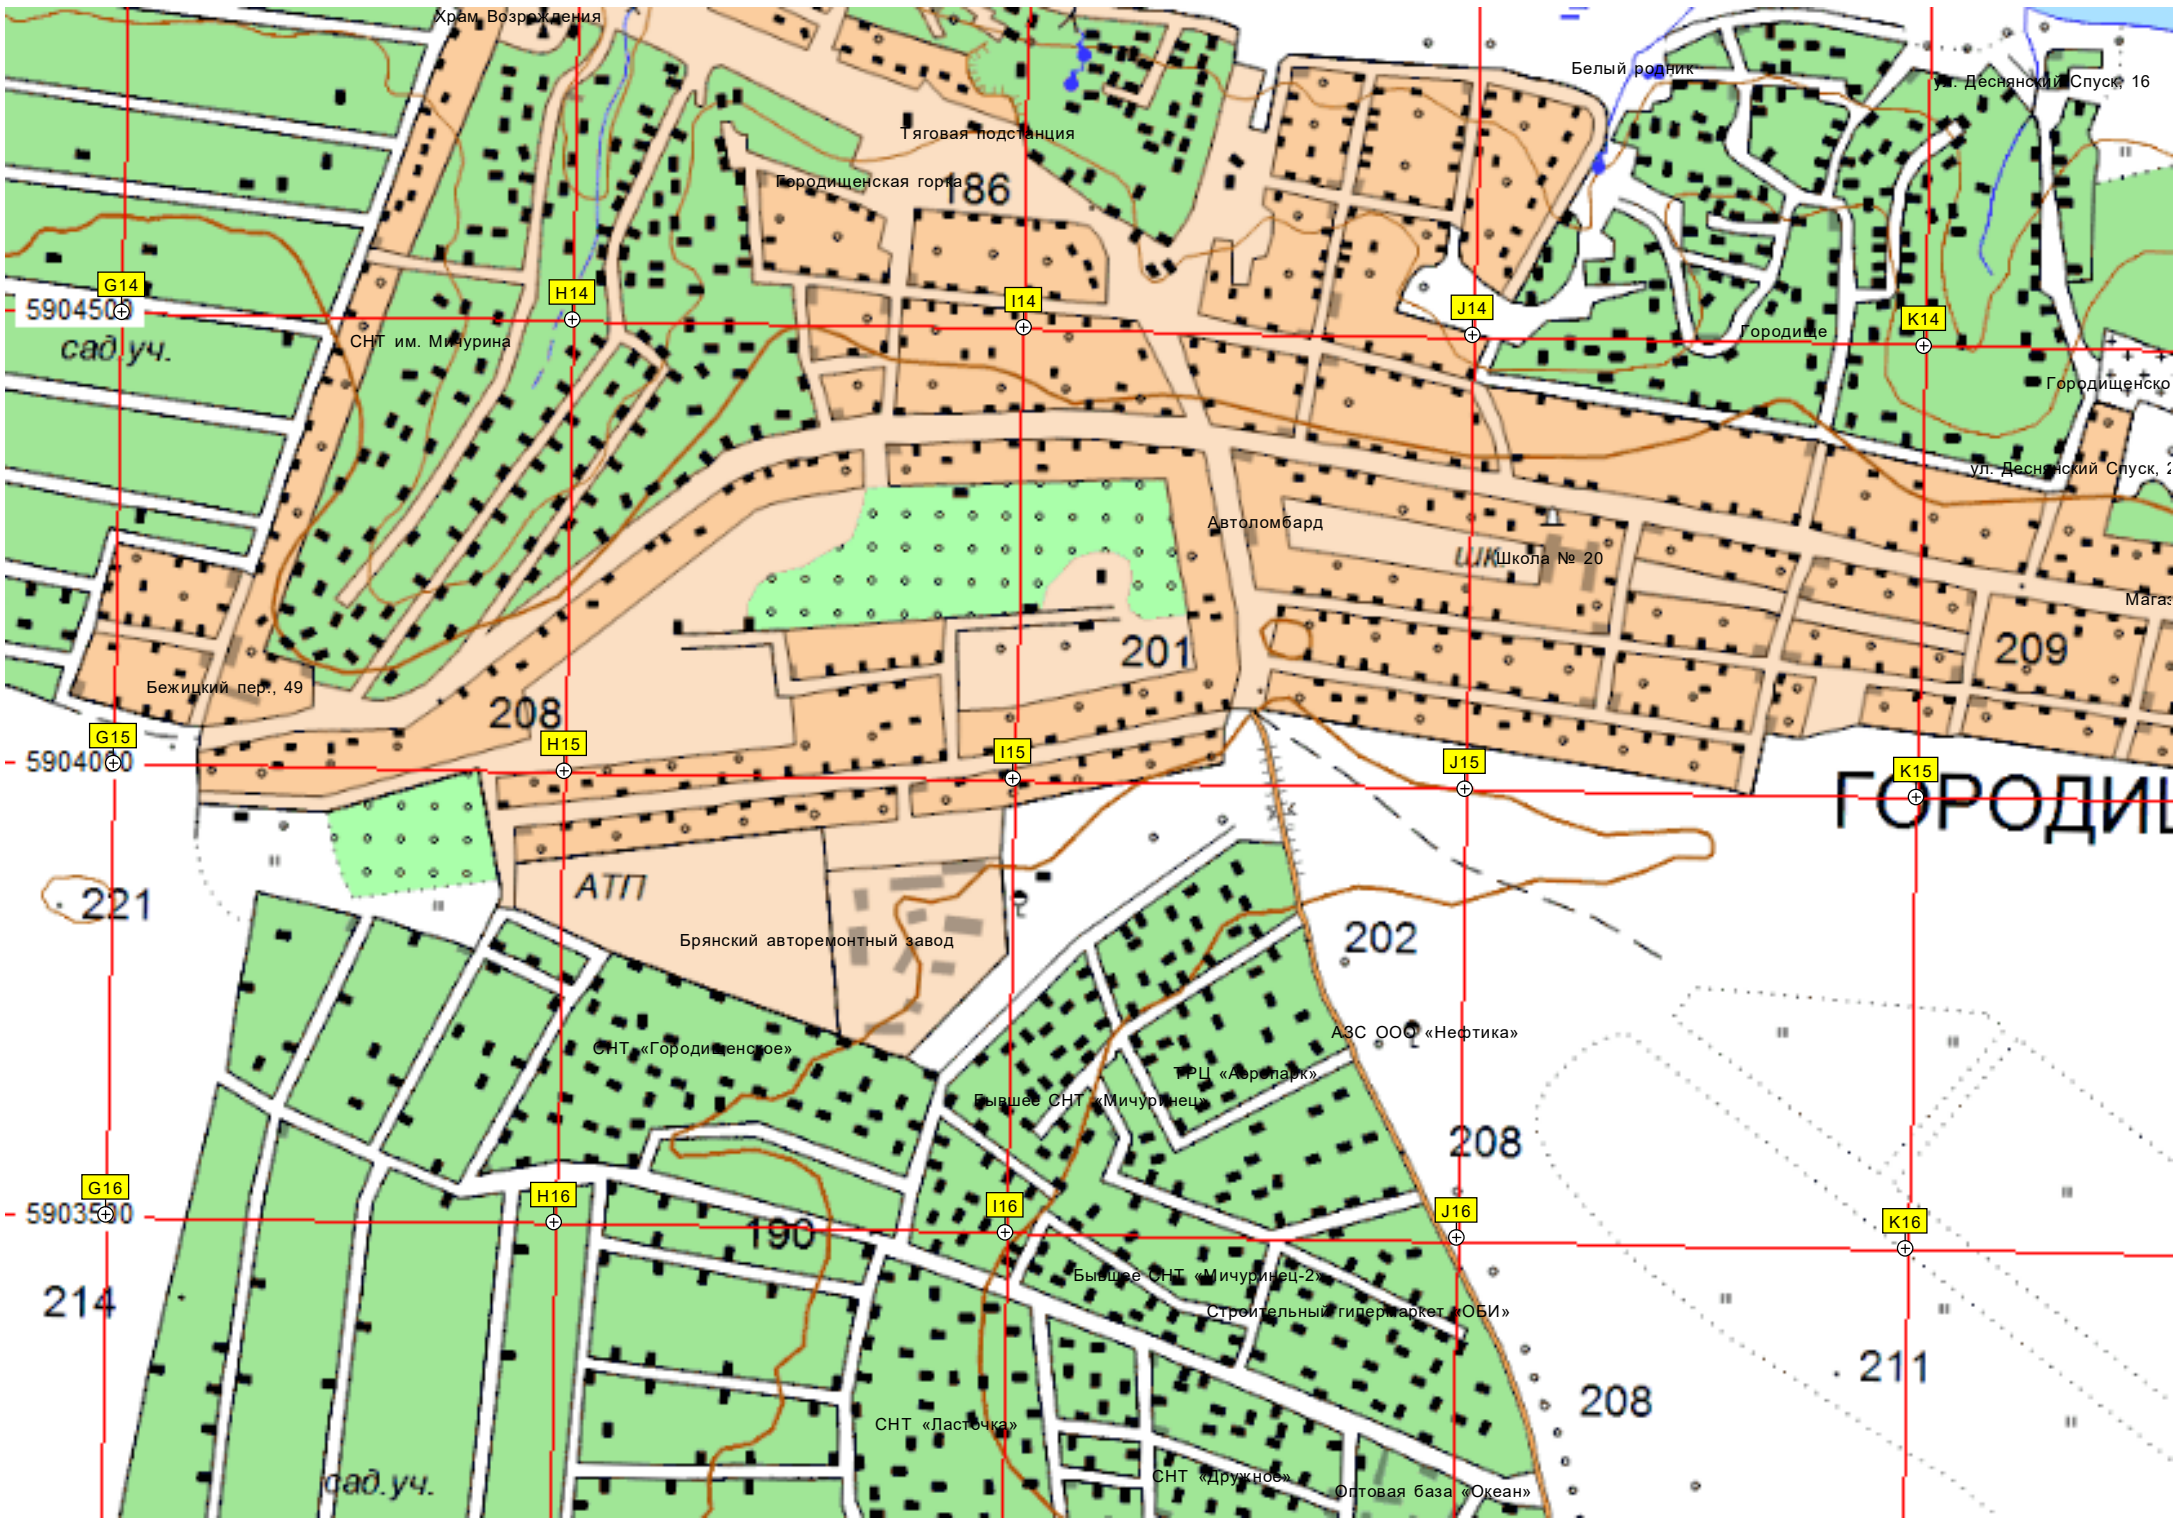 Храм Возрождения
Белый родник
ул. Деснянский Спуск, 16
Тяговая подстанция
Городищенская горка
186
G14
H14
I14
J14
K14
5904500
сад.уч.
СНТ им. Мичурина
Городище
Городищенско
ул. Деснянский Спуск, 2
Автоломбард
шк.
Школа № 20
Мага
201
209
Бежицкий пер., 49
208
G15
H15
I15
J15
K15
5904000
ГОРОДИ
221
АТП
Брянский авторемонтный завод
202
АЗС ООО «Нефтика»
СНТ «Городищенское»
ТРЦ «Аэропарк»
Бывшее СНТ «Мичуринец»
208
G16
H16
I16
J16
K16
5903500
190
214
Бывшее СНТ «Мичуринец-2»
Строительный гипермаркет «ОБИ»
211
208
СНТ «Ласточка»
сад.уч.
СНТ «Дружное»
Оптовая база «Океан»